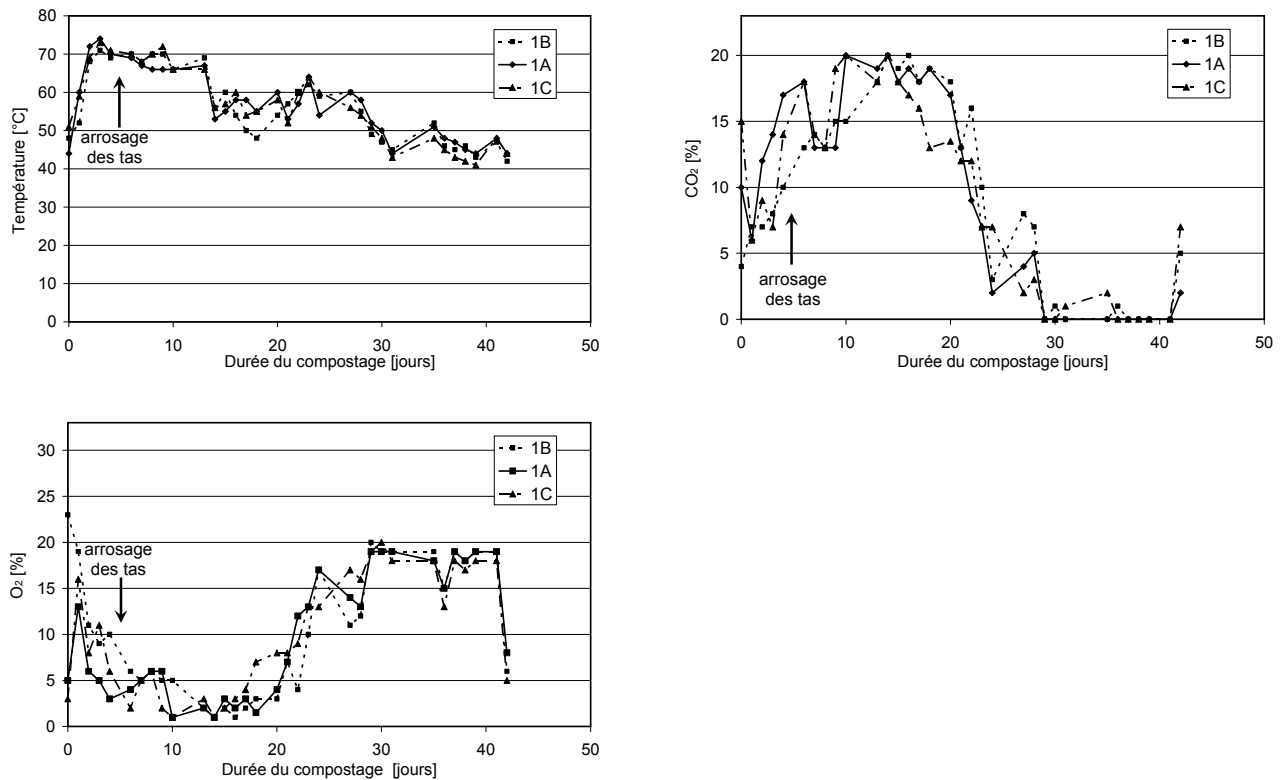 80
70
60
50
40
30
20
10
0
Température [°C]
1B
1A
1C
arrosage
des tas
0 10 20 30 40 50
Durée du compostage [jours]
20
15
10
5
0
CO₂ [%]
1B
1A
1C
arrosage
des tas
0 10 20 30 40 50
Durée du compostage [jours]
30
25
20
15
10
5
0
O₂ [%]
1B
1A
1C
arrosage
des tas
0 10 20 30 40 50
Durée du compostage [jours]